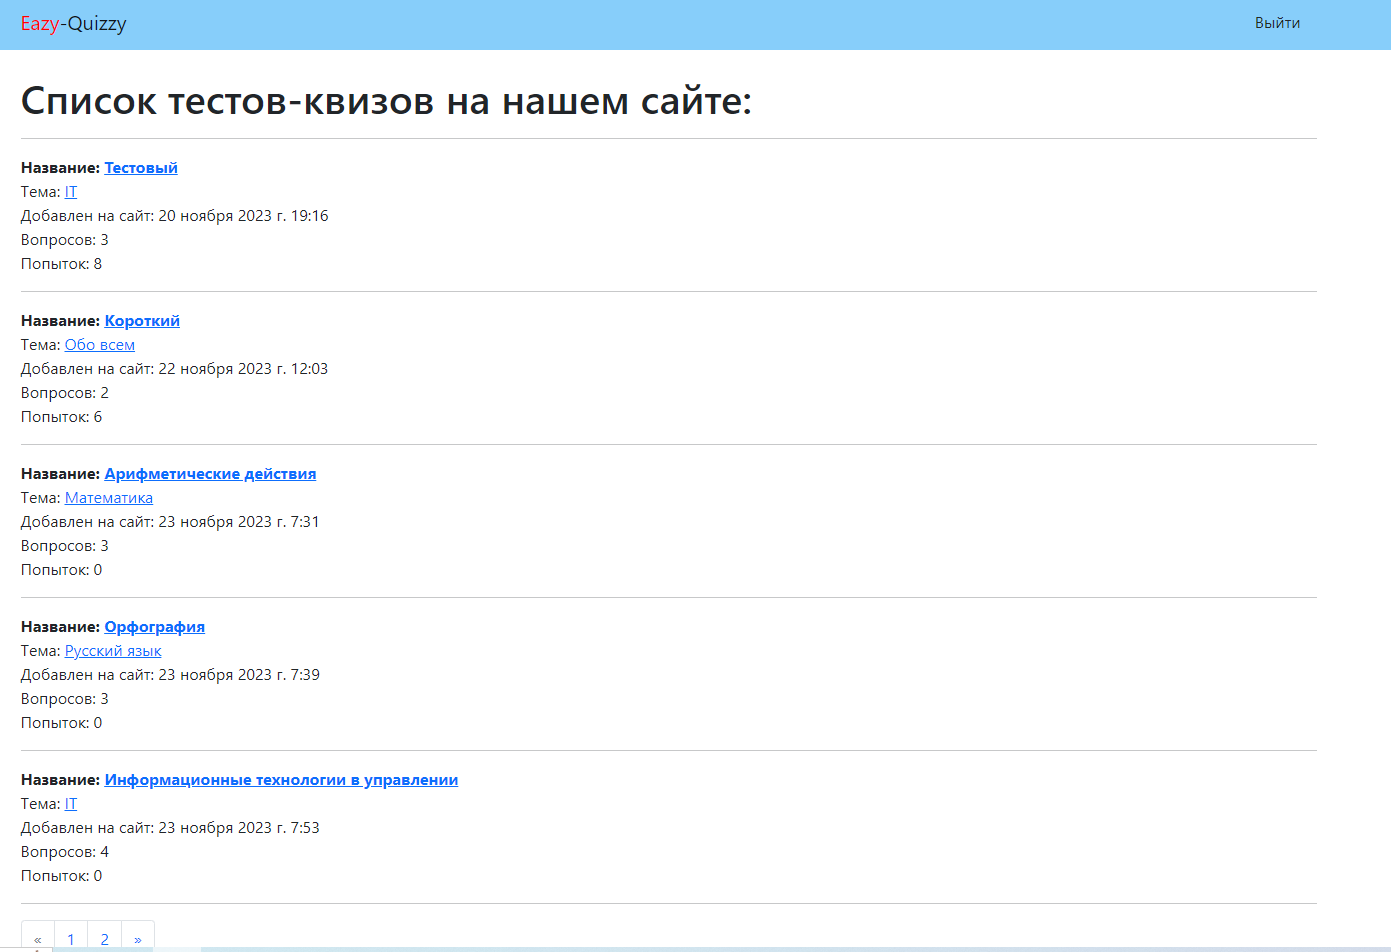 Eazy-Quizzy Выйти
Список тестов-квизов на нашем сайте:
Название: Тестовый
Тема: IT
Добавлен на сайт: 20 ноября 2023 г. 19:16
Вопросов: 3
Попыток: 8
Название: Короткий
Тема: Обо всем
Добавлен на сайт: 22 ноября 2023 г. 12:03
Вопросов: 2
Попыток: 6
Название: Арифметические действия
Тема: Математика
Добавлен на сайт: 23 ноября 2023 г. 7:31
Вопросов: 3
Попыток: 0
Название: Орфография
Тема: Русский язык
Добавлен на сайт: 23 ноября 2023 г. 7:39
Вопросов: 3
Попыток: 0
Название: Информационные технологии в управлении
Тема: IT
Добавлен на сайт: 23 ноября 2023 г. 7:53
Вопросов: 4
Попыток: 0
« 1 2 »